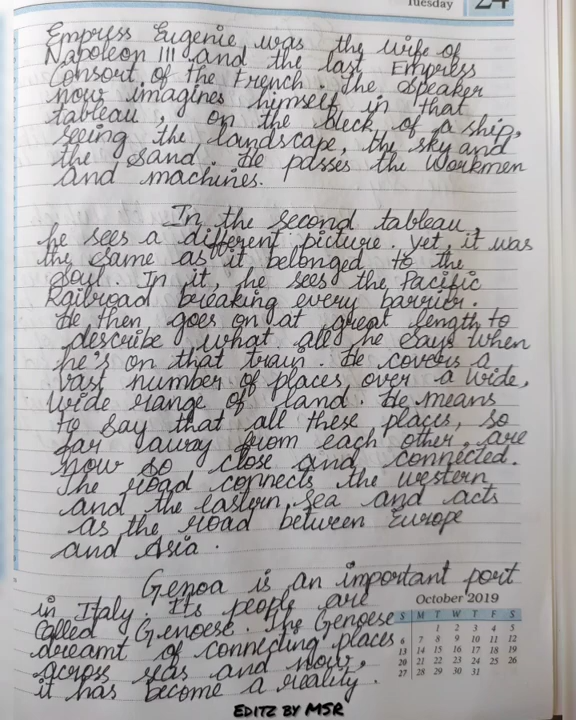 Tuesday 24
Empress Eugenie was the wife of
Napoleon III and the last Empress
Consort of the French. The Speaker
now imagines himself in that
tableau, on the deck of a ship,
seeing the landscape, the sky and
the sand. He passes the workmen
and machines.
In the second tableau,
he sees a different picture. yet, it was
the same as it belonged to the
soul. In it, he sees the Pacific
Railroad breaking every barrier.
He then goes on at great length to
describe what all he says when
he's on that train. He covers a
vast number of places over a wide,
wide range of land. He means
to say that all these places, so
far away from each other, are
now so close and connected.
The road connects the western
and the eastern sea and acts
as the road between Europe
and Asia.
Genoa is an important port
in Italy. Its people are
called Genoese. The Genoese
dreamt of connecting places
across seas and now,
it has become a reality.
October 2019
S M T W T F S
1 2 3 4 5
6 7 8 9 10 11 12
13 14 15 16 17 18 19
20 21 22 23 24 25 26
27 28 29 30 31
EDITZ BY MSR